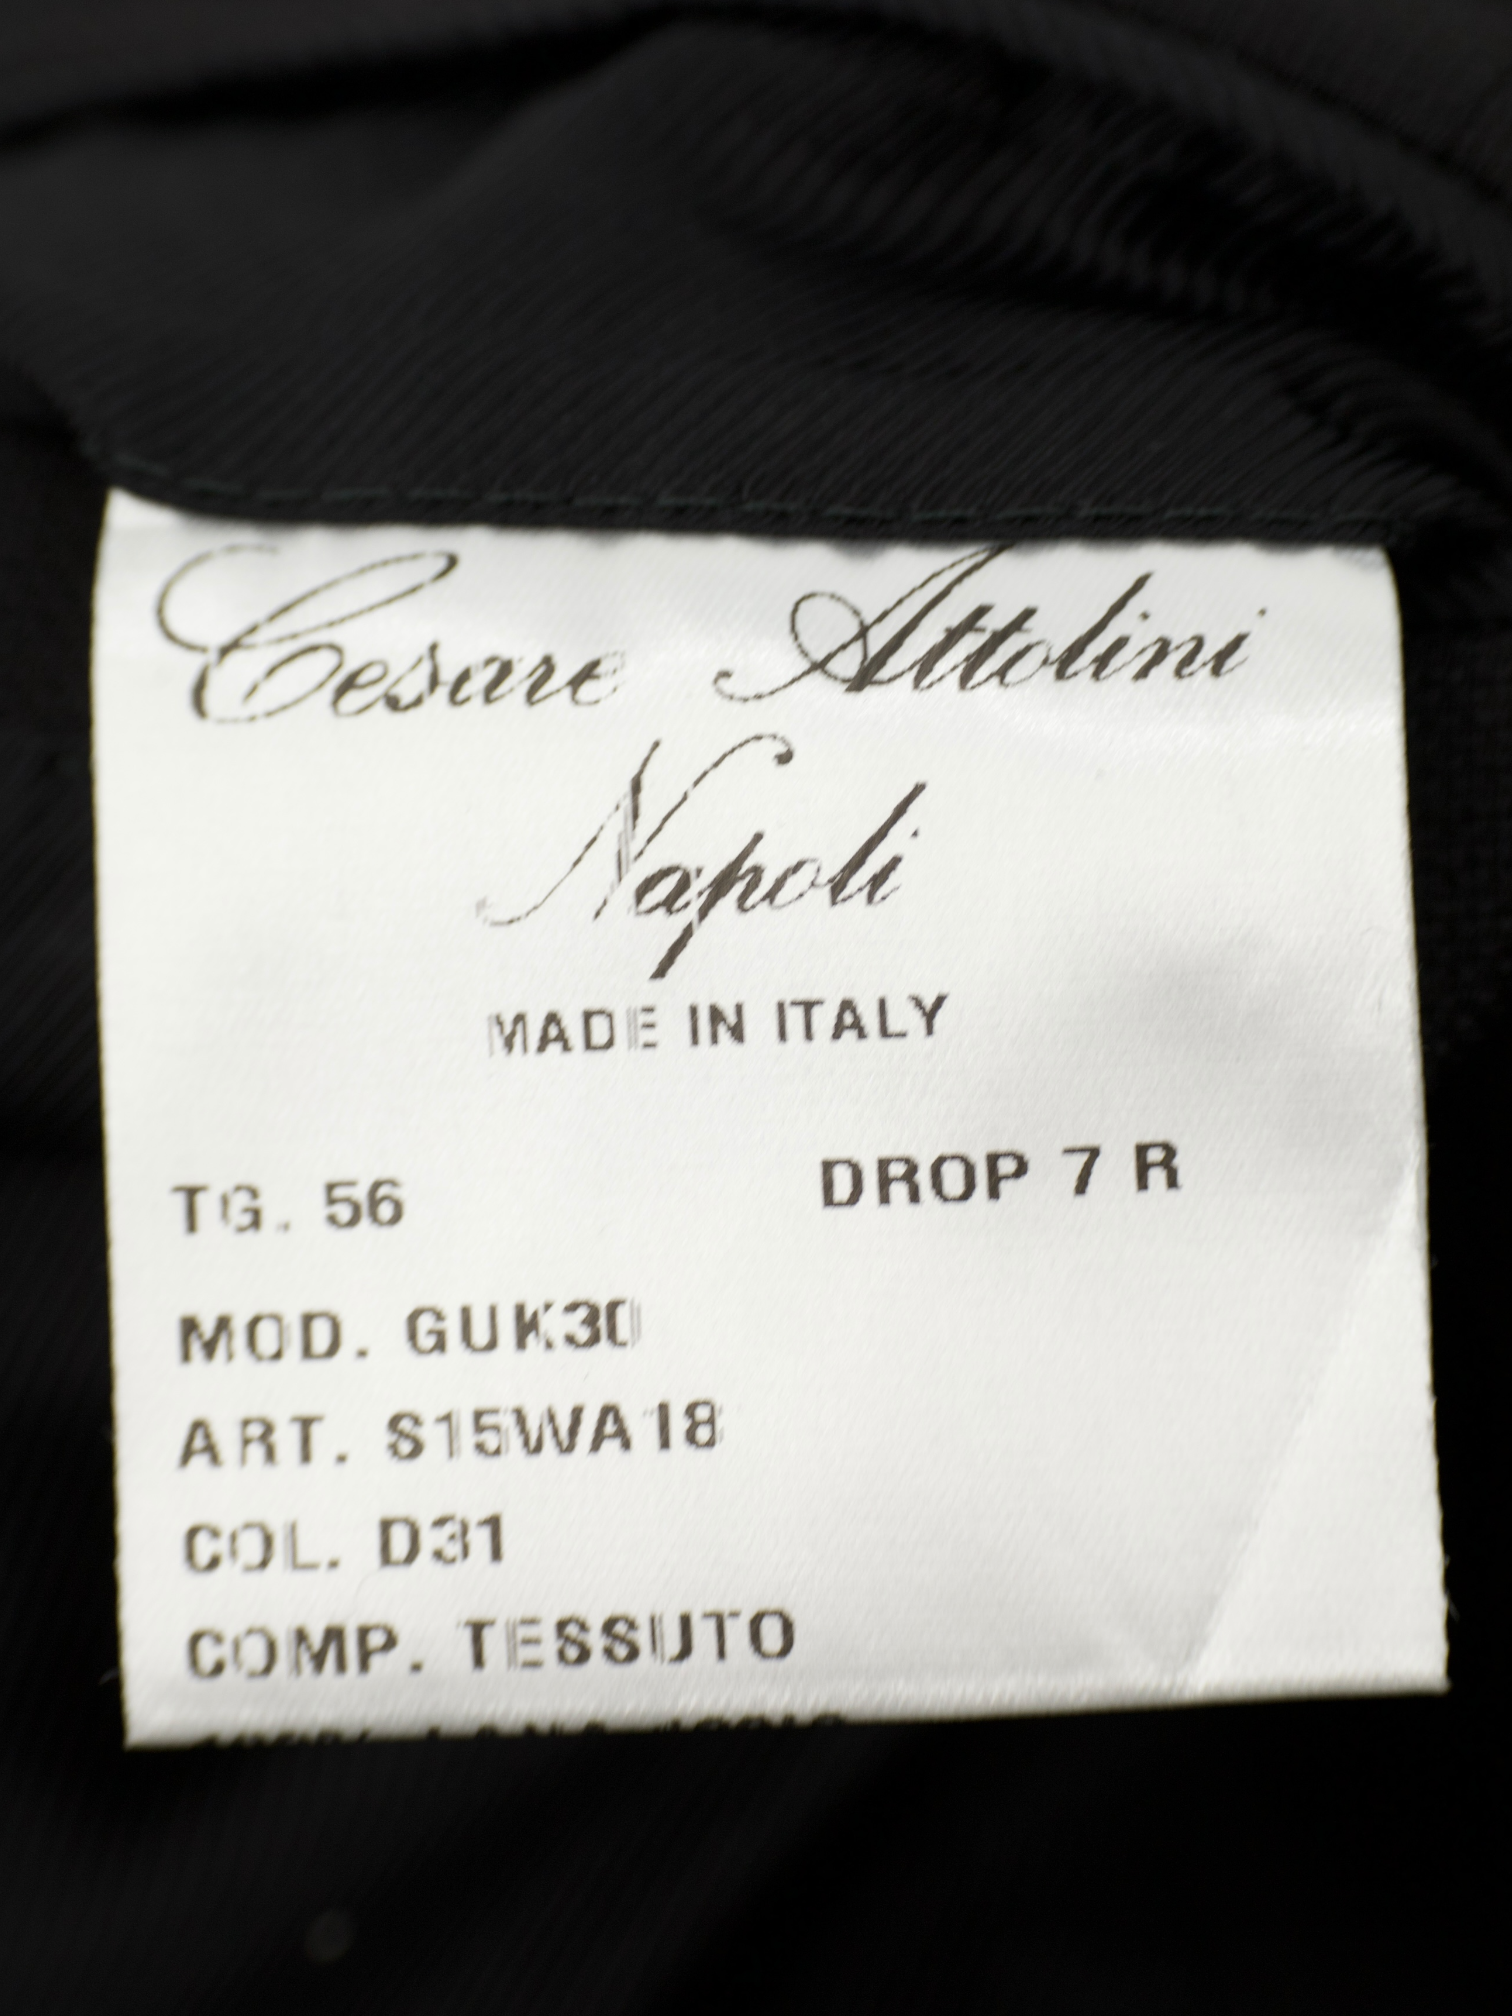 Cesare Attolini
Napoli
MADE IN ITALY
TG. 56 DROP 7 R
MOD. GUK30
ART. S15WA18
COL. D31
COMP. TESSUTO